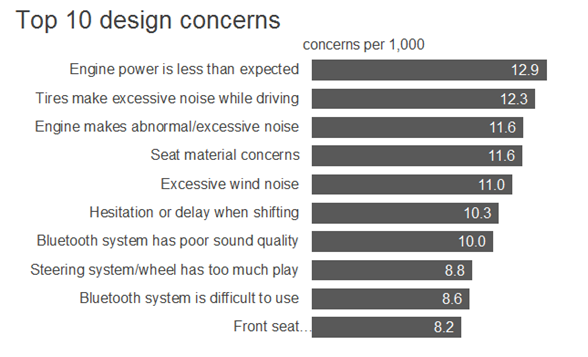 Top 10 design concerns
concerns per 1,000
Engine power is less than expected 12.9
Tires make excessive noise while driving 12.3
Engine makes abnormal/excessive noise 11.6
Seat material concerns 11.6
Excessive wind noise 11.0
Hesitation or delay when shifting 10.3
Bluetooth system has poor sound quality 10.0
Steering system/wheel has too much play 8.8
Bluetooth system is difficult to use 8.6
Front seat... 8.2